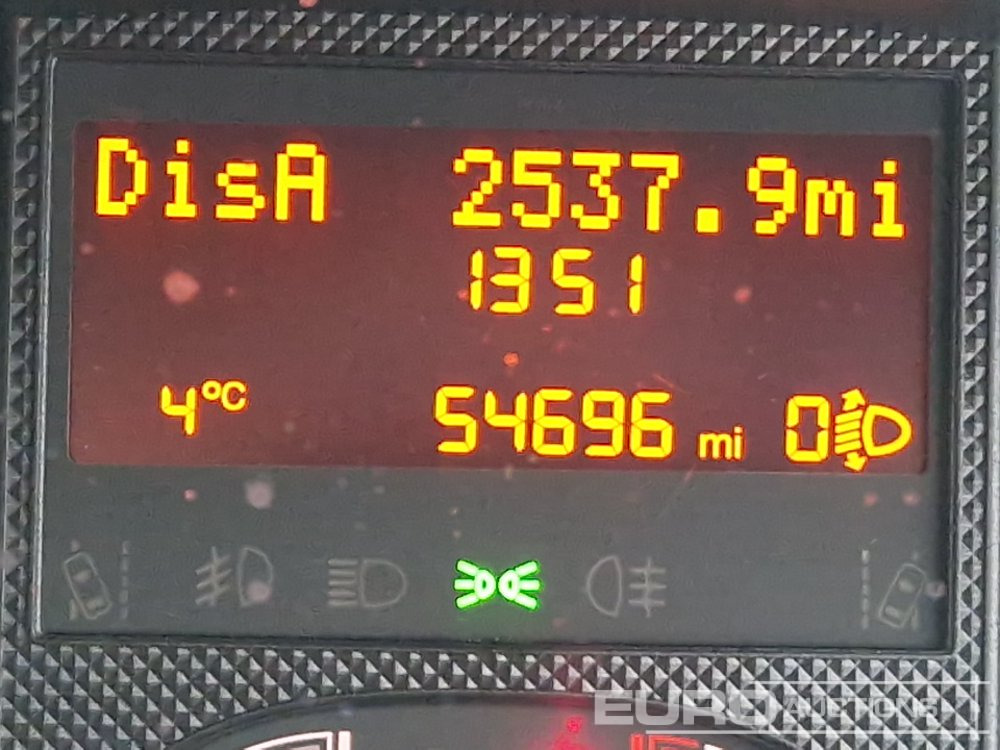 DisA 2537.9mi
1351
4°C 54696 mi 0
EURO AUCTIONS